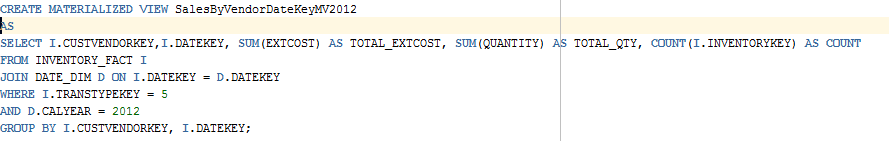 CREATE MATERIALIZED VIEW SalesByVendorDateKeyMV2012
AS
SELECT I.CUSTVENDORKEY,I.DATEKEY, SUM(EXTCOST) AS TOTAL_EXTCOST, SUM(QUANTITY) AS TOTAL_QTY, COUNT(I.INVENTORYKEY) AS COUNT
FROM INVENTORY_FACT I
JOIN DATE_DIM D ON I.DATEKEY = D.DATEKEY
WHERE I.TRANSTYPEKEY = 5
AND D.CALYEAR = 2012
GROUP BY I.CUSTVENDORKEY, I.DATEKEY;